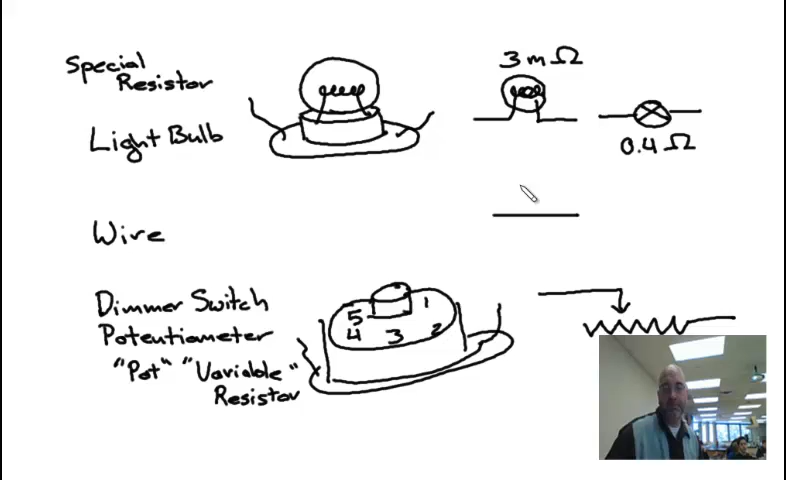 Special
Resistor
3 m Ω
Light Bulb
0.4 Ω
Wire
Dimmer Switch
Potentiometer
"Pot" "Variable"
Resistor
5 1
4 3 2